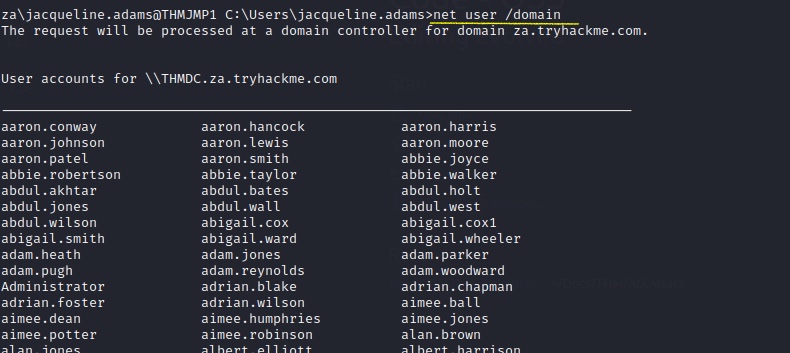 za\jacqueline.adams@THMJMP1 C:\Users\jacqueline.adams>net user /domain
The request will be processed at a domain controller for domain za.tryhackme.com.
User accounts for \\THMDC.za.tryhackme.com
-------------------------------------------------------------------------------
aaron.conway aaron.hancock aaron.harris
aaron.johnson aaron.lewis aaron.moore
aaron.patel aaron.smith abbie.joyce
abbie.robertson abbie.taylor abbie.walker
abdul.akhtar abdul.bates abdul.holt
abdul.jones abdul.wall abdul.west
abdul.wilson abigail.cox abigail.cox1
abigail.smith abigail.ward abigail.wheeler
adam.heath adam.jones adam.parker
adam.pugh adam.reynolds adam.woodward
Administrator adrian.blake adrian.chapman
adrian.foster adrian.wilson aimee.ball
aimee.dean aimee.humphries aimee.jones
aimee.potter aimee.robinson alan.brown
alan.jones albert.elliott albert.harrison